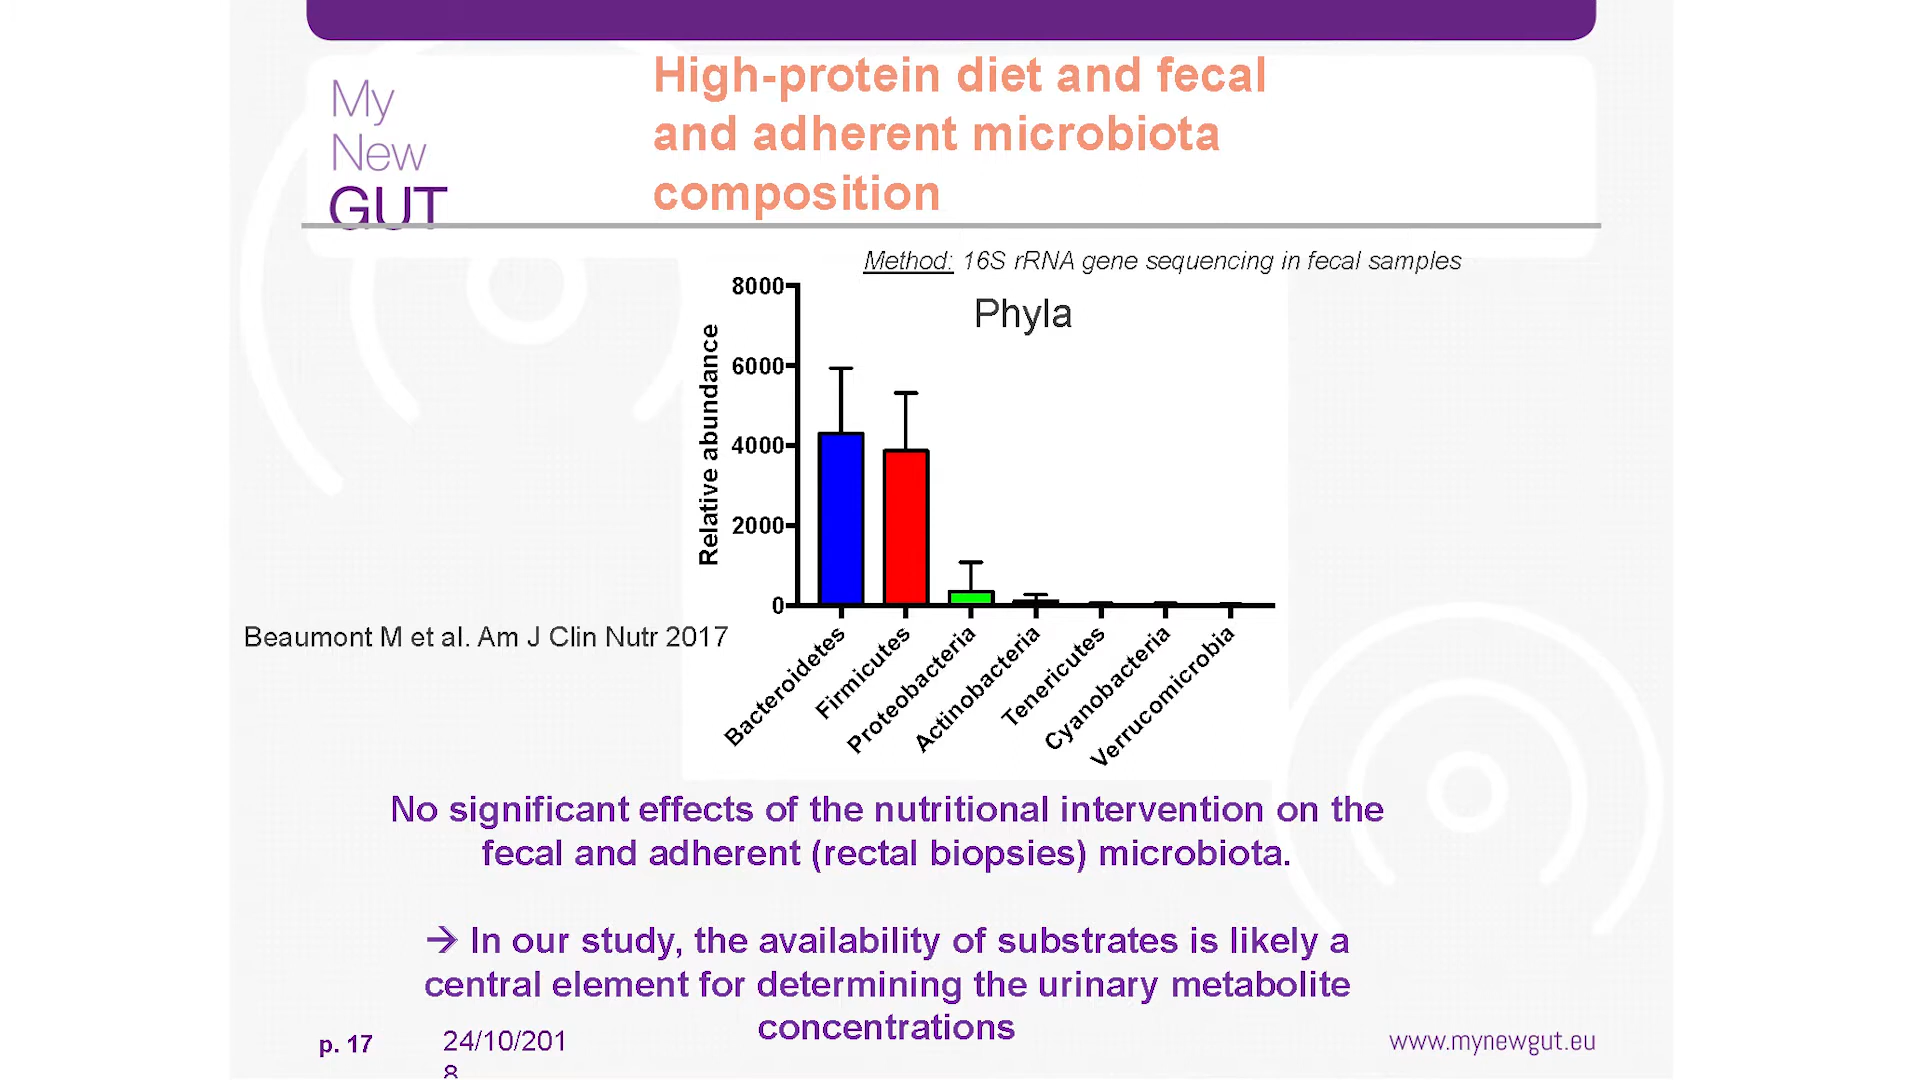 My
New
GUT
High-protein diet and fecal
and adherent microbiota
composition
Method: 16S rRNA gene sequencing in fecal samples
Phyla
Relative abundance
8000
6000
4000
2000
0
Bacteroidetes
Firmicutes
Proteobacteria
Actinobacteria
Tenericutes
Cyanobacteria
Verrucomicrobia
Beaumont M et al. Am J Clin Nutr 2017
No significant effects of the nutritional intervention on the
fecal and adherent (rectal biopsies) microbiota.
→ In our study, the availability of substrates is likely a
central element for determining the urinary metabolite
concentrations
p. 17
24/10/201
8
www.mynewgut.eu